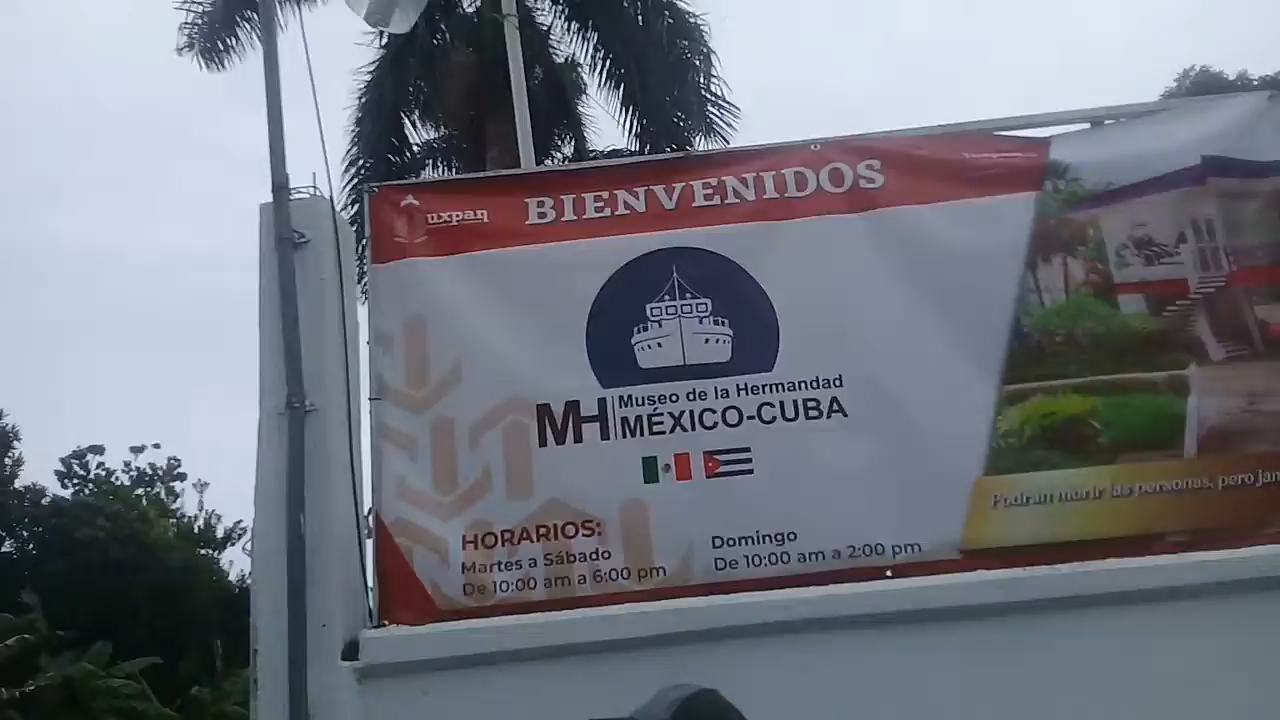 uxpan
BIENVENIDOS
MH
Museo de la Hermandad
MÉXICO-CUBA
HORARIOS:
Martes a Sábado
De 10:00 am a 6:00 pm
Domingo
De 10:00 am a 2:00 pm
Podrán morir las personas, pero jam